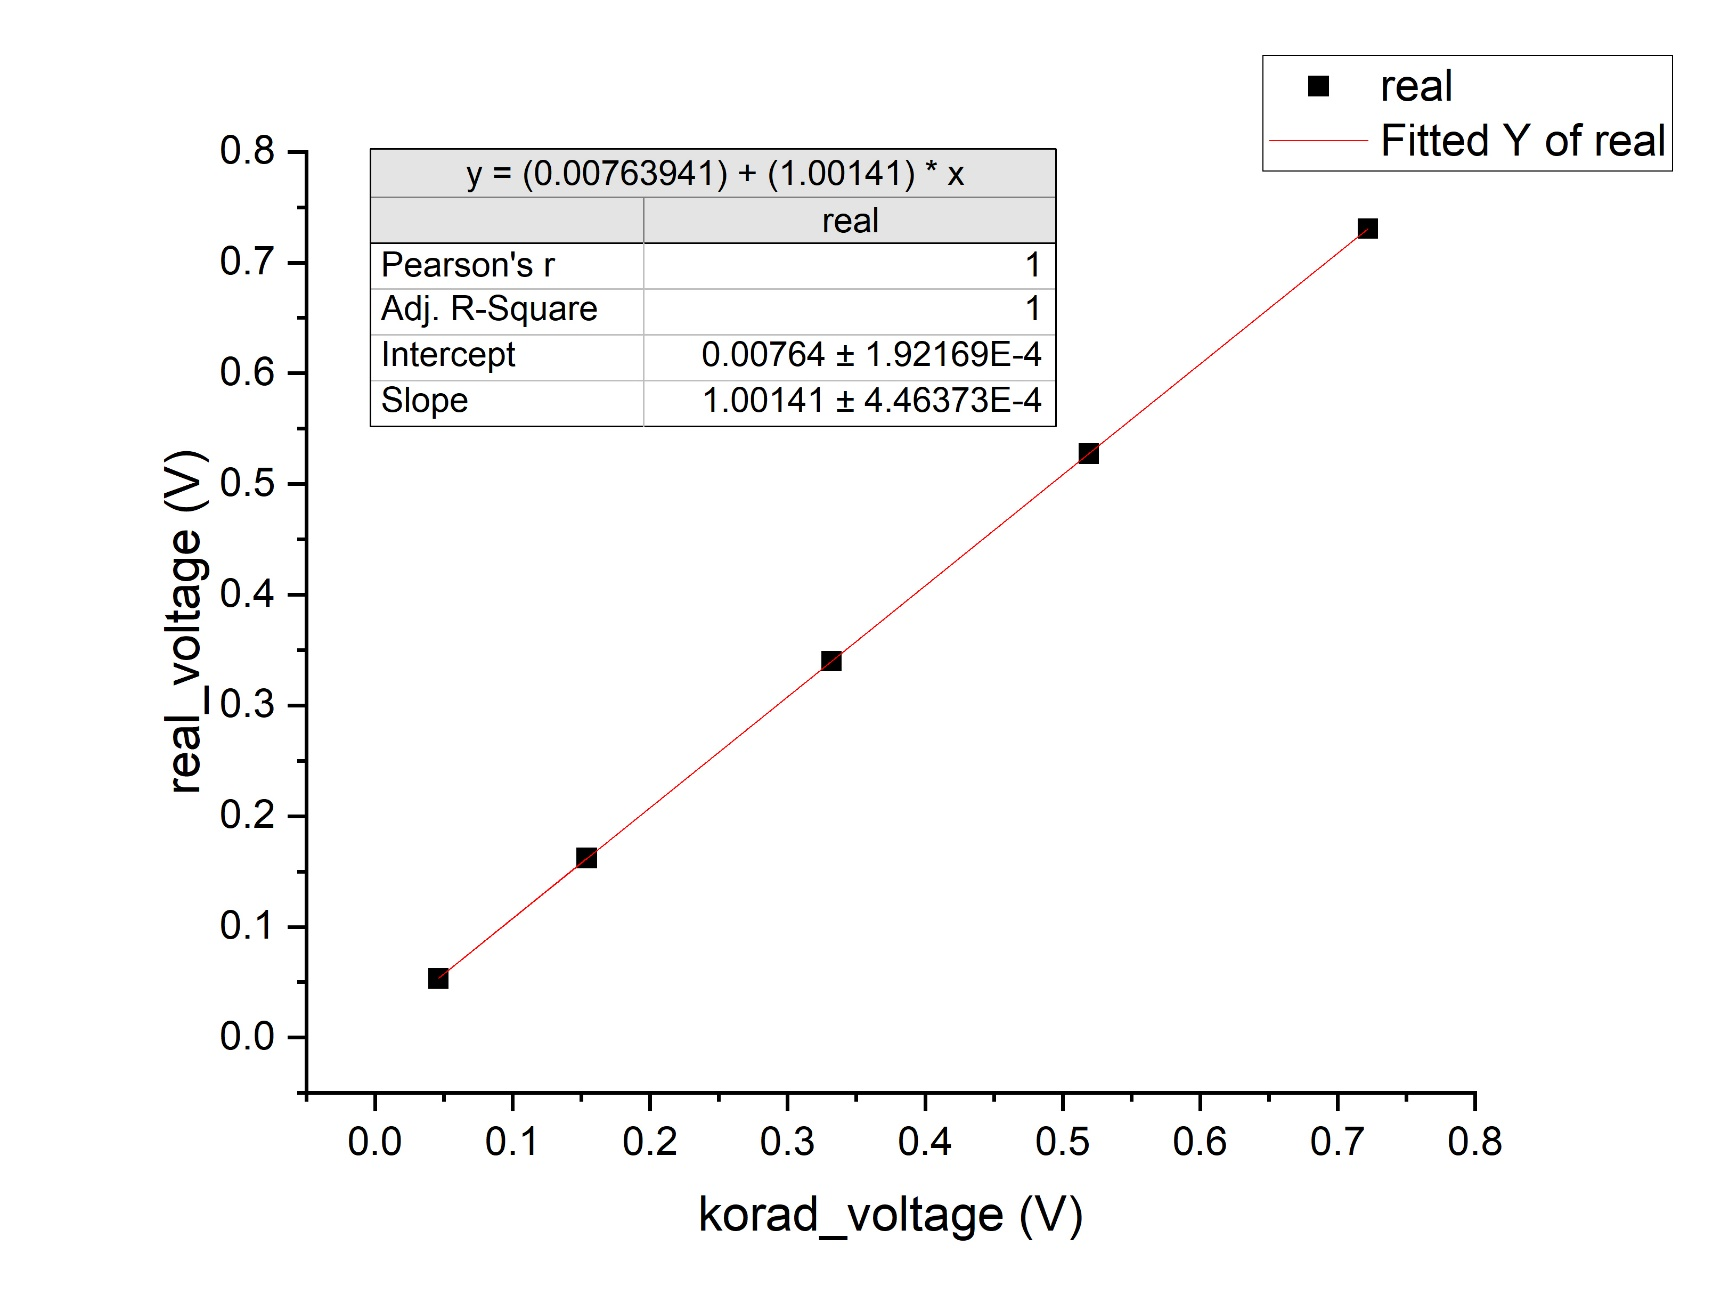 real
Fitted Y of real
y = (0.00763941) + (1.00141) * x
real
Pearson's r 1
Adj. R-Square 1
Intercept 0.00764 ± 1.92169E-4
Slope 1.00141 ± 4.46373E-4
real_voltage (V)
0.8
0.7
0.6
0.5
0.4
0.3
0.2
0.1
0.0
0.0 0.1 0.2 0.3 0.4 0.5 0.6 0.7 0.8
korad_voltage (V)